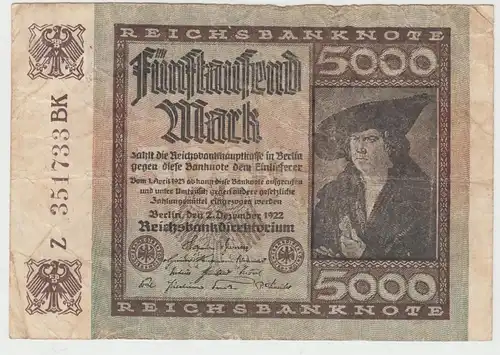 REICHSBANKNOTE
5000
Fünftausend
Mark
Zahlt die Reichsbankhauptkasse in Berlin
gegen diese Banknote dem Einlieferer
Vom 1. April 1923 ab kann diese Banknote aufgerufen
und unter Umtausch gegen andere gesetzliche
Zahlungsmittel eingezogen werden
Berlin, den 2. Dezember 1922
Reichsbankdirektorium
5000
REICHSBANKNOTE
Z 351733 BK